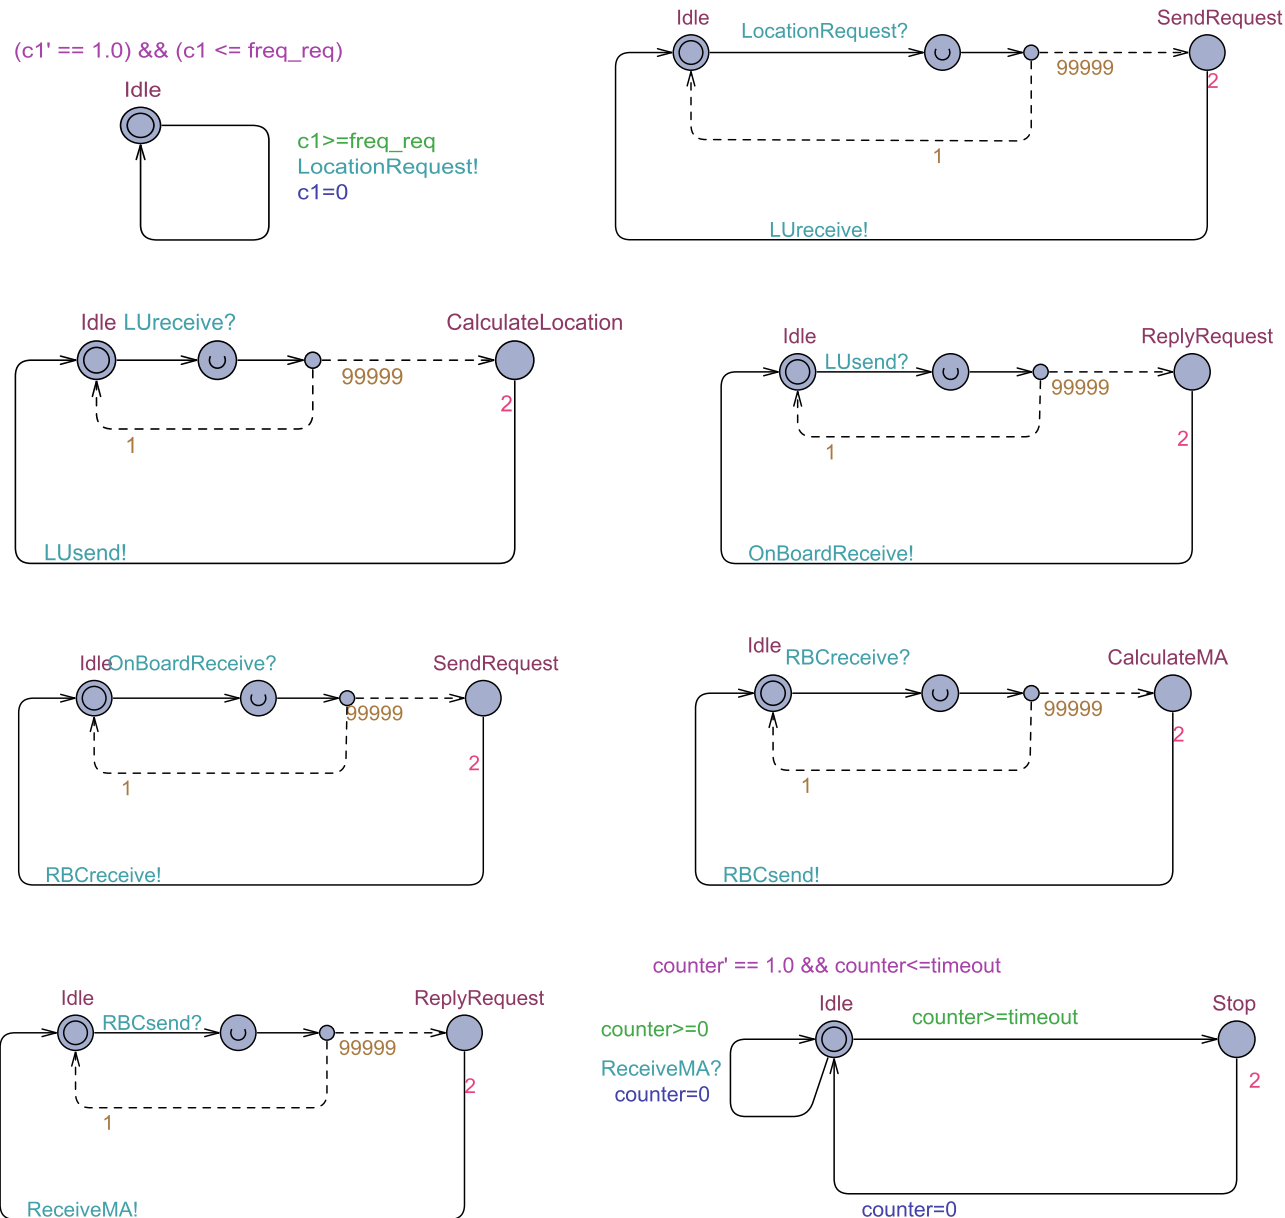 (c1' == 1.0) && (c1 <= freq_req)
Idle
c1>=freq_req
LocationRequest!
c1=0
Idle
LocationRequest?
SendRequest
99999
2
1
LUreceive!
Idle
LUreceive?
CalculateLocation
99999
2
1
LUsend!
Idle
LUsend?
ReplyRequest
99999
2
1
OnBoardReceive!
Idle
OnBoardReceive?
SendRequest
99999
2
1
RBCreceive!
Idle
RBCreceive?
CalculateMA
99999
2
1
RBCsend!
Idle
RBCsend?
ReplyRequest
99999
2
1
ReceiveMA!
counter' == 1.0 && counter<=timeout
Idle
Stop
counter>=0
counter>=timeout
ReceiveMA?
counter=0
2
counter=0